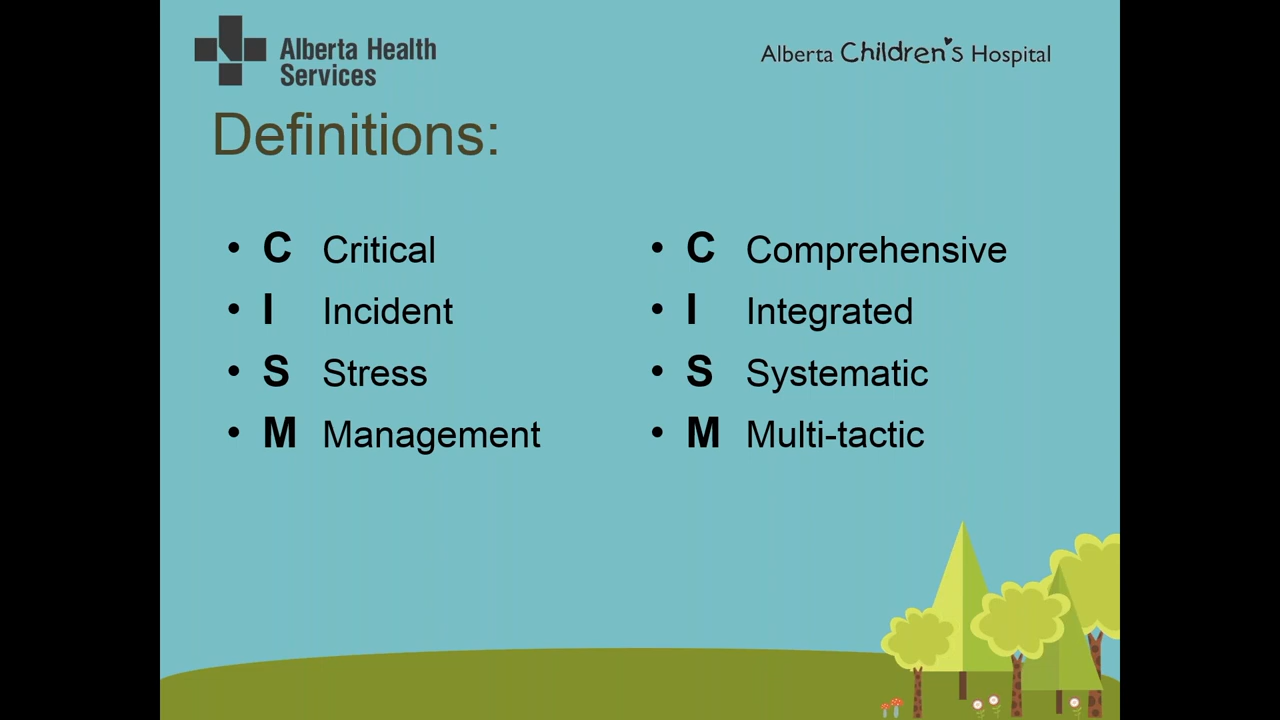 Alberta Health
Services
Alberta Children's Hospital
Definitions:
• C Critical
• I Incident
• S Stress
• M Management
• C Comprehensive
• I Integrated
• S Systematic
• M Multi-tactic